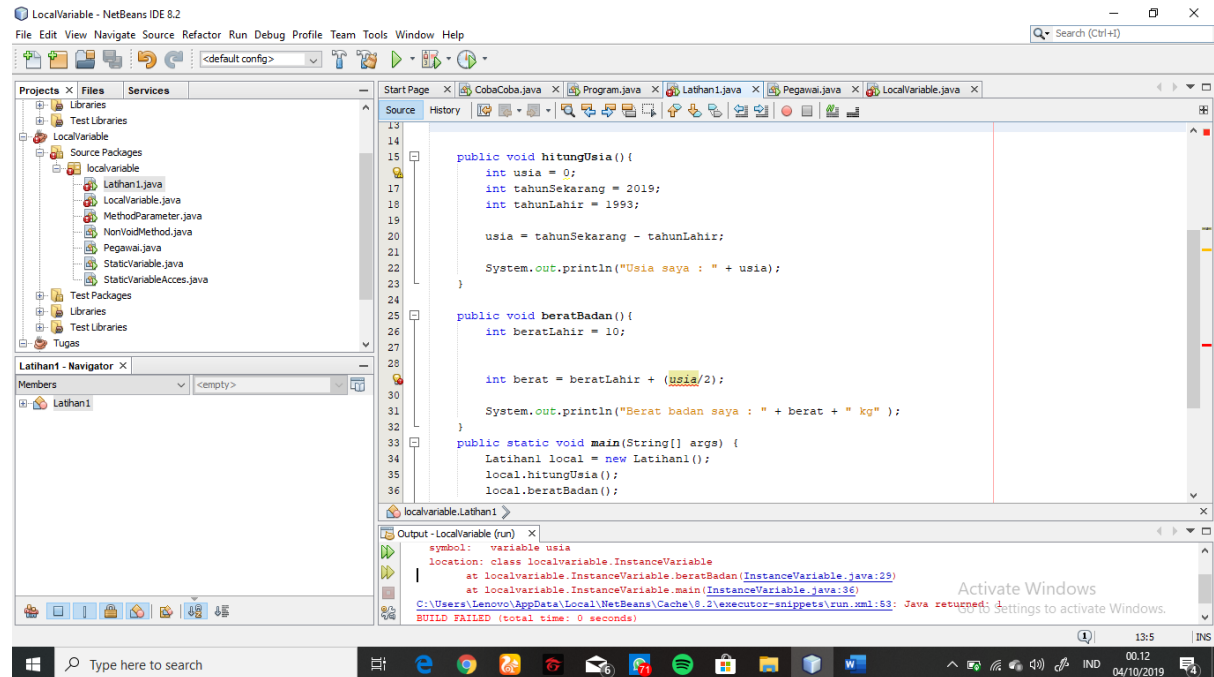 LocalVariable - NetBeans IDE 8.2
File Edit View Navigate Source Refactor Run Debug Profile Team Tools Window Help
Search (Ctrl+I)
<default config>
Projects Files Services
Libraries
Test Libraries
LocalVariable
Source Packages
localvariable
Latihan1.java
LocalVariable.java
MethodParameter.java
NonVoidMethod.java
Pegawai.java
StaticVariable.java
StaticVariableAcces.java
Test Packages
Libraries
Test Libraries
Tugas
Latihan1 - Navigator
Members <empty>
Latihan1
Start Page CobaCoba.java Program.java Latihan1.java Pegawai.java LocalVariable.java
Source History
13
14
15 public void hitungUsia(){
int usia = 0;
17 int tahunSekarang = 2019;
18 int tahunLahir = 1993;
19
20 usia = tahunSekarang - tahunLahir;
21
22 System.out.println("Usia saya : " + usia);
23 }
24
25 public void beratBadan(){
26 int beratLahir = 10;
27
28
int berat = beratLahir + (usia/2);
30
31 System.out.println("Berat badan saya : " + berat + " kg" );
32 }
33 public static void main(String[] args) {
34 Latihan1 local = new Latihan1();
35 local.hitungUsia();
36 local.beratBadan();
localvariable.Latihan1
Output - LocalVariable (run)
symbol: variable usia
location: class localvariable.InstanceVariable
at localvariable.InstanceVariable.beratBadan(InstanceVariable.java:29)
at localvariable.InstanceVariable.main(InstanceVariable.java:36)
C:\Users\Lenovo\AppData\Local\NetBeans\Cache\8.2\executor-snippets\run.xml:53: Java returned: 1
BUILD FAILED (total time: 0 seconds)
Activate Windows
Go to Settings to activate Windows.
1 13:5 INS
Type here to search
6
71
IND
00.12
04/10/2019
4